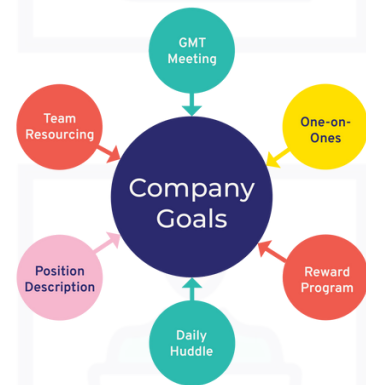 GMT
Meeting
Team
Resourcing
One-on-
Ones
Company
Goals
Position
Description
Reward
Program
Daily
Huddle